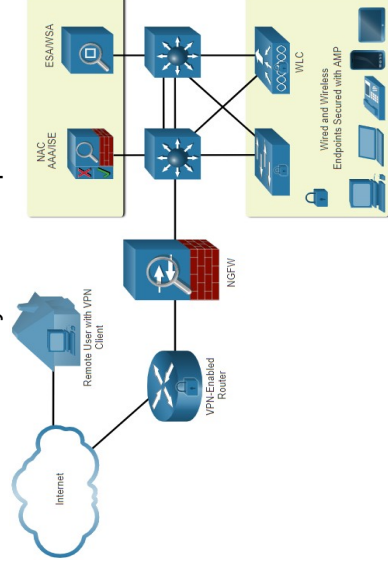 Internet
Remote User with VPN
Client
VPN-Enabled
Router
NGFW
NAC
AAA/ISE
ESA/WSA
WLC
Wired and Wireless
Endpoints Secured with AMP